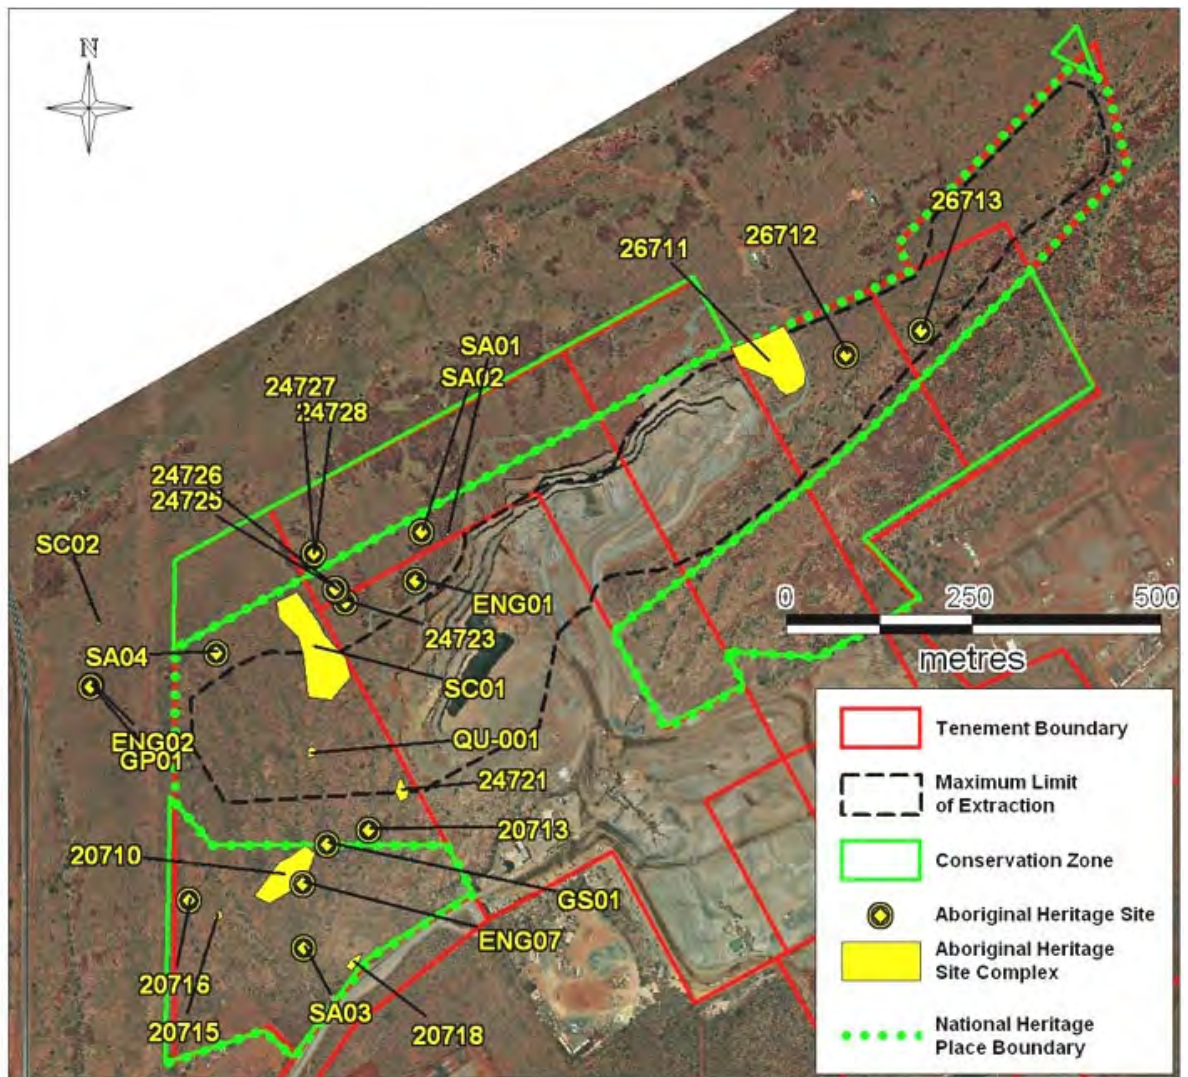 N
26713
26712
26711
SA01
SA02
24727
24728
24726
24725
SC02
ENG01
0 250 500
24723
SA04
metres
SC01
ENG02
GP01
QU-001
24721
20713
20710
GS01
ENG07
20716
SA03
20715
20718
Tenement Boundary
Maximum Limit
of Extraction
Conservation Zone
Aboriginal Heritage Site
Aboriginal Heritage
Site Complex
National Heritage
Place Boundary